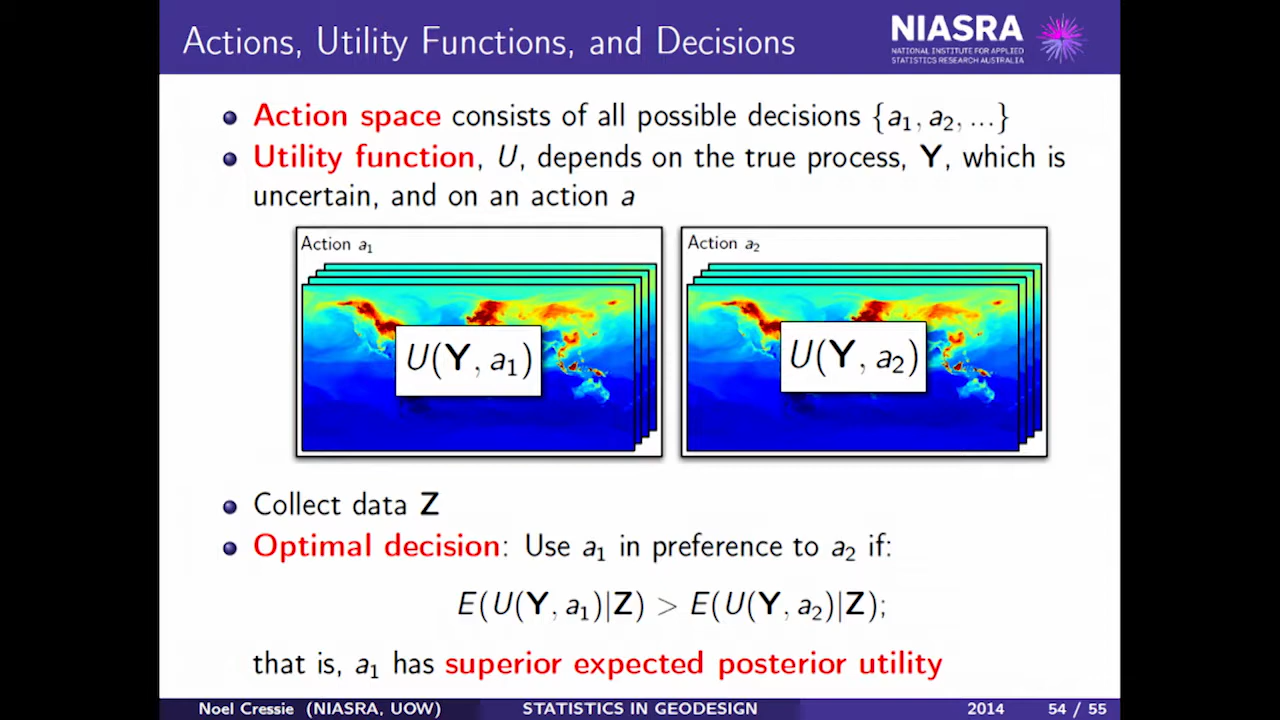 Actions, Utility Functions, and Decisions
NIASRA
NATIONAL INSTITUTE FOR APPLIED
STATISTICS RESEARCH AUSTRALIA
Action space consists of all possible decisions {a₁, a₂, ...}
Utility function, U, depends on the true process, Y, which is
uncertain, and on an action a
Action a₁
U(Y, a₁)
Action a₂
U(Y, a₂)
Collect data Z
Optimal decision: Use a₁ in preference to a₂ if:
E(U(Y, a₁)|Z) > E(U(Y, a₂)|Z);
that is, a₁ has superior expected posterior utility
Noel Cressie (NIASRA, UOW) STATISTICS IN GEODESIGN 2014 54 / 55